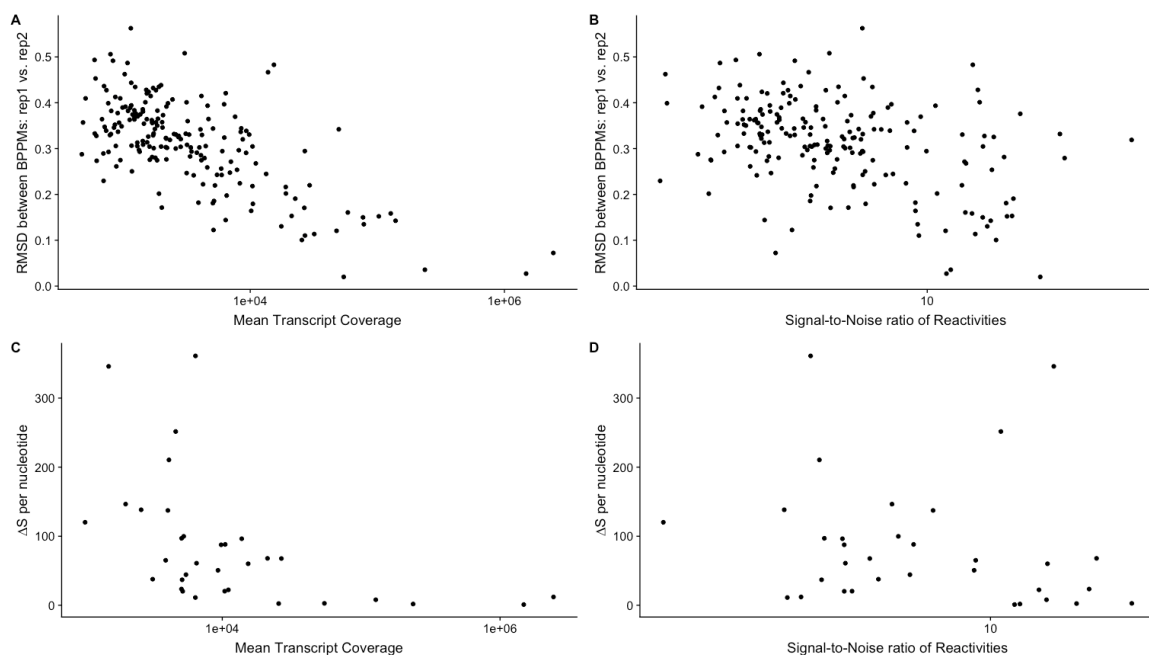 A
RMSD between BPPMs: rep1 vs. rep2
0.5
0.4
0.3
0.2
0.1
0.0
1e+04
1e+06
Mean Transcript Coverage
B
RMSD between BPPMs: rep1 vs. rep2
0.5
0.4
0.3
0.2
0.1
0.0
10
Signal-to-Noise ratio of Reactivities
C
ΔS per nucleotide
300
200
100
0
1e+04
1e+06
Mean Transcript Coverage
D
ΔS per nucleotide
300
200
100
0
10
Signal-to-Noise ratio of Reactivities